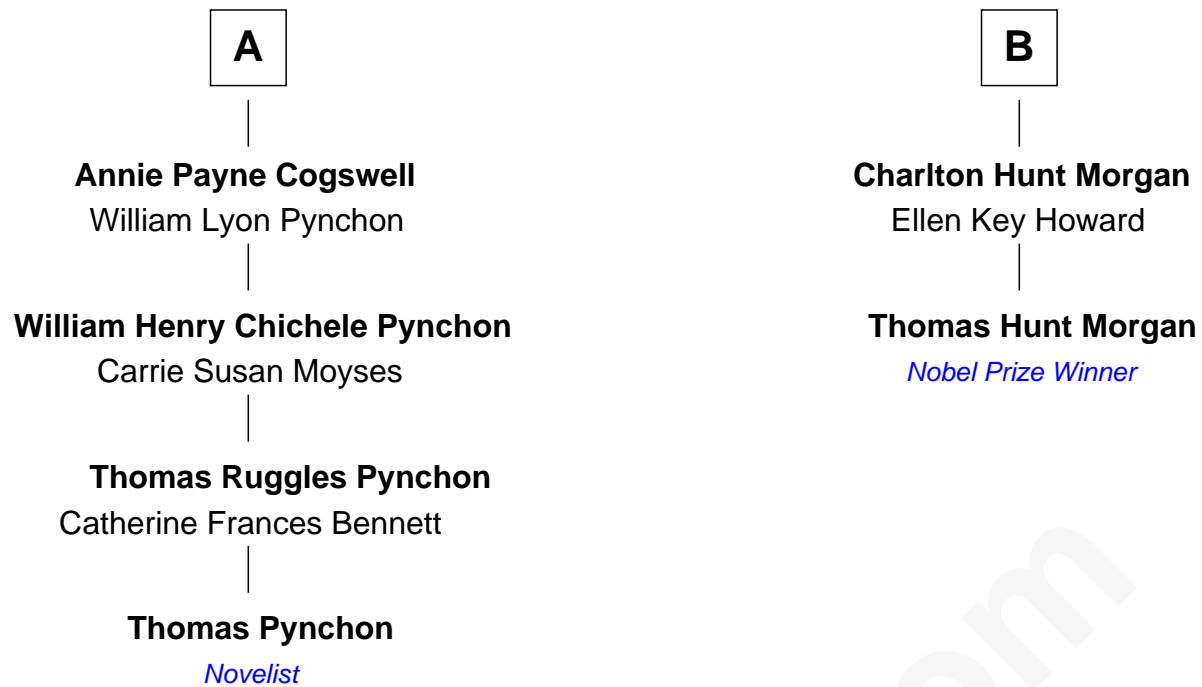 A
Annie Payne Cogswell
William Lyon Pynchon
William Henry Chichele Pynchon
Carrie Susan Moyses
Thomas Ruggles Pynchon
Catherine Frances Bennett
Thomas Pynchon
Novelist
B
Charlton Hunt Morgan
Ellen Key Howard
Thomas Hunt Morgan
Nobel Prize Winner
om